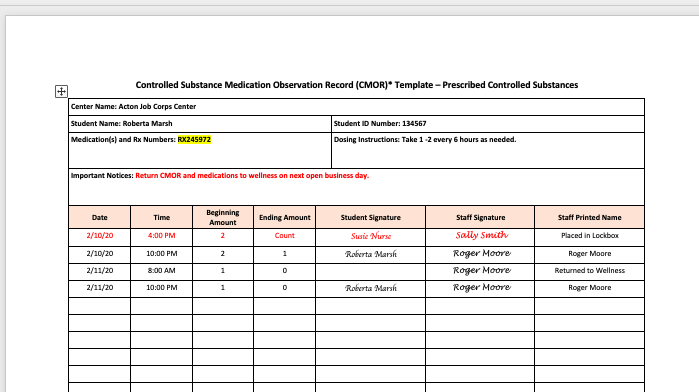 Controlled Substance Medication Observation Record (CMOR)* Template – Prescribed Controlled Substances
Center Name: Acton Job Corps Center
Student Name: Roberta Marsh Student ID Number: 134567
Medication(s) and Rx Numbers: RX245972 Dosing Instructions: Take 1 -2 every 6 hours as needed.
Important Notices: Return CMOR and medications to wellness on next open business day.
Date Time Beginning Amount Ending Amount Student Signature Staff Signature Staff Printed Name
2/10/20 4:00 PM 2 Count Susie Nurse Sally Smith Placed in Lockbox
2/10/20 10:00 PM 2 1 Roberta Marsh Roger Moore Roger Moore
2/11/20 8:00 AM 1 0 Roger Moore Returned to Wellness
2/11/20 10:00 PM 1 0 Roberta Marsh Roger Moore Roger Moore